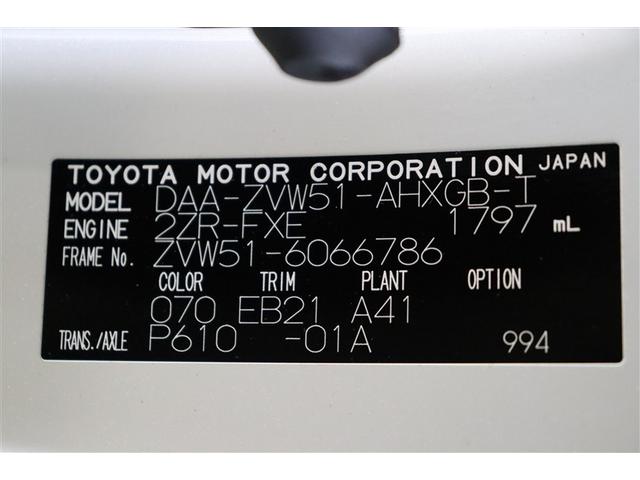 TOYOTA MOTOR CORPORATION JAPAN
MODEL DAA-ZVW51-AHXGB-T
ENGINE 2ZR-FXE 1797 mL
FRAME No. ZVW51-6066786
COLOR TRIM PLANT OPTION
070 EB21 A41
TRANS./AXLE P610 -01A 994